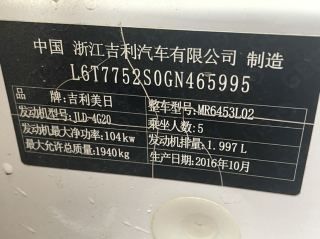 中国 浙江吉利汽车有限公司 制造
L6T7752S0GN465995
品 牌:吉利美日 整车型号:MR6453L02
发动机型号:JLD-4G20 乘坐人数:5
发动机最大净功率:104kw 发动机排量:1.997L
最大允许总质量:1940kg 生产日期:2016年10月